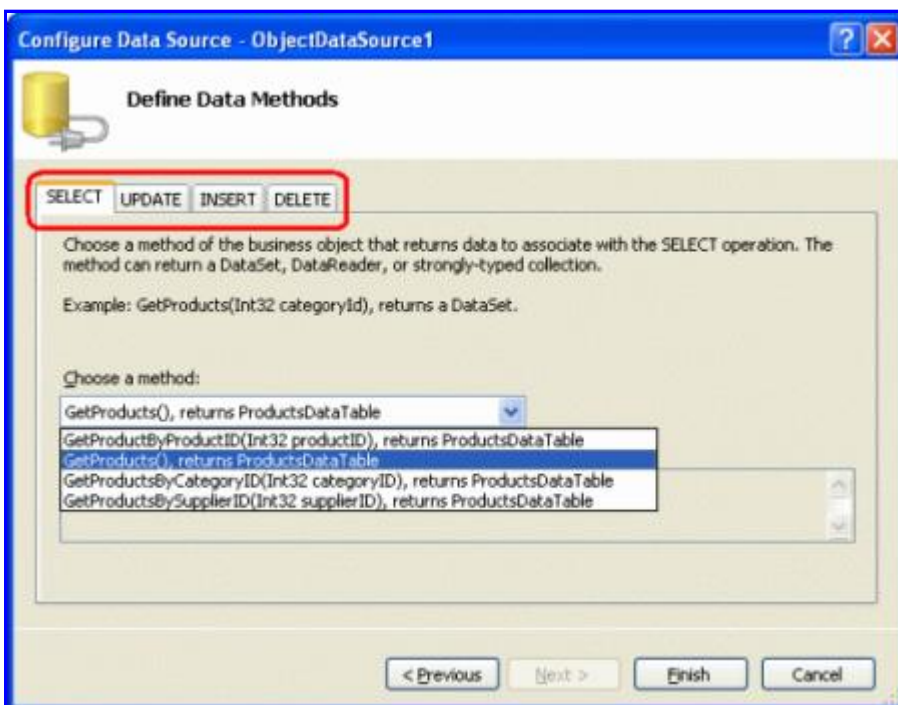 Configure Data Source - ObjectDataSource1
Define Data Methods
SELECT UPDATE INSERT DELETE
Choose a method of the business object that returns data to associate with the SELECT operation. The
method can return a DataSet, DataReader, or strongly-typed collection.
Example: GetProducts(Int32 categoryId), returns a DataSet.
Choose a method:
GetProducts(), returns ProductsDataTable
GetProductByProductID(Int32 productID), returns ProductsDataTable
GetProducts(), returns ProductsDataTable
GetProductsByCategoryID(Int32 categoryID), returns ProductsDataTable
GetProductsBySupplierID(Int32 supplierID), returns ProductsDataTable
< Previous Next > Finish Cancel